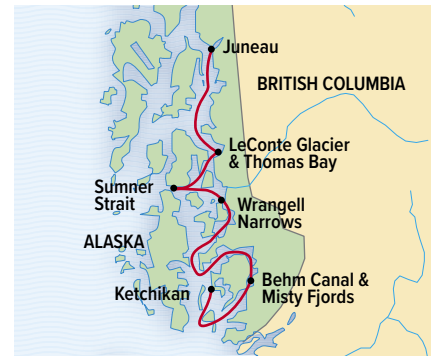 Juneau
BRITISH COLUMBIA
LeConte Glacier
& Thomas Bay
Sumner
Strait
Wrangell
Narrows
ALASKA
Behm Canal &
Misty Fjords
Ketchikan